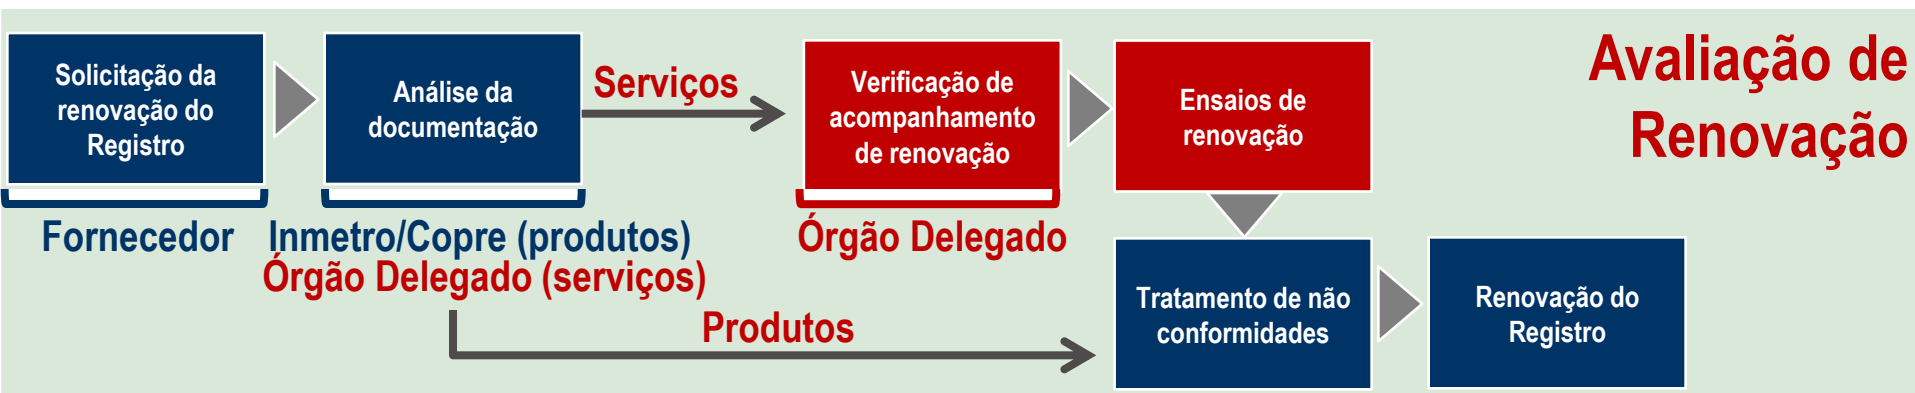 Solicitação da
renovação do
Registro
Análise da
documentação
Serviços
Verificação de
acompanhamento
de renovação
Ensaios de
renovação
Avaliação de
Renovação
Fornecedor
Inmetro/Copre (produtos)
Órgão Delegado (serviços)
Órgão Delegado
Produtos
Tratamento de não
conformidades
Renovação do
Registro